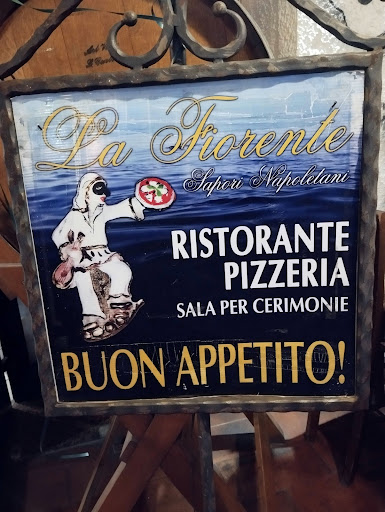 La Fiorente
Sapori Napoletani
RISTORANTE
PIZZERIA
SALA PER CERIMONIE
BUON APPETITO!